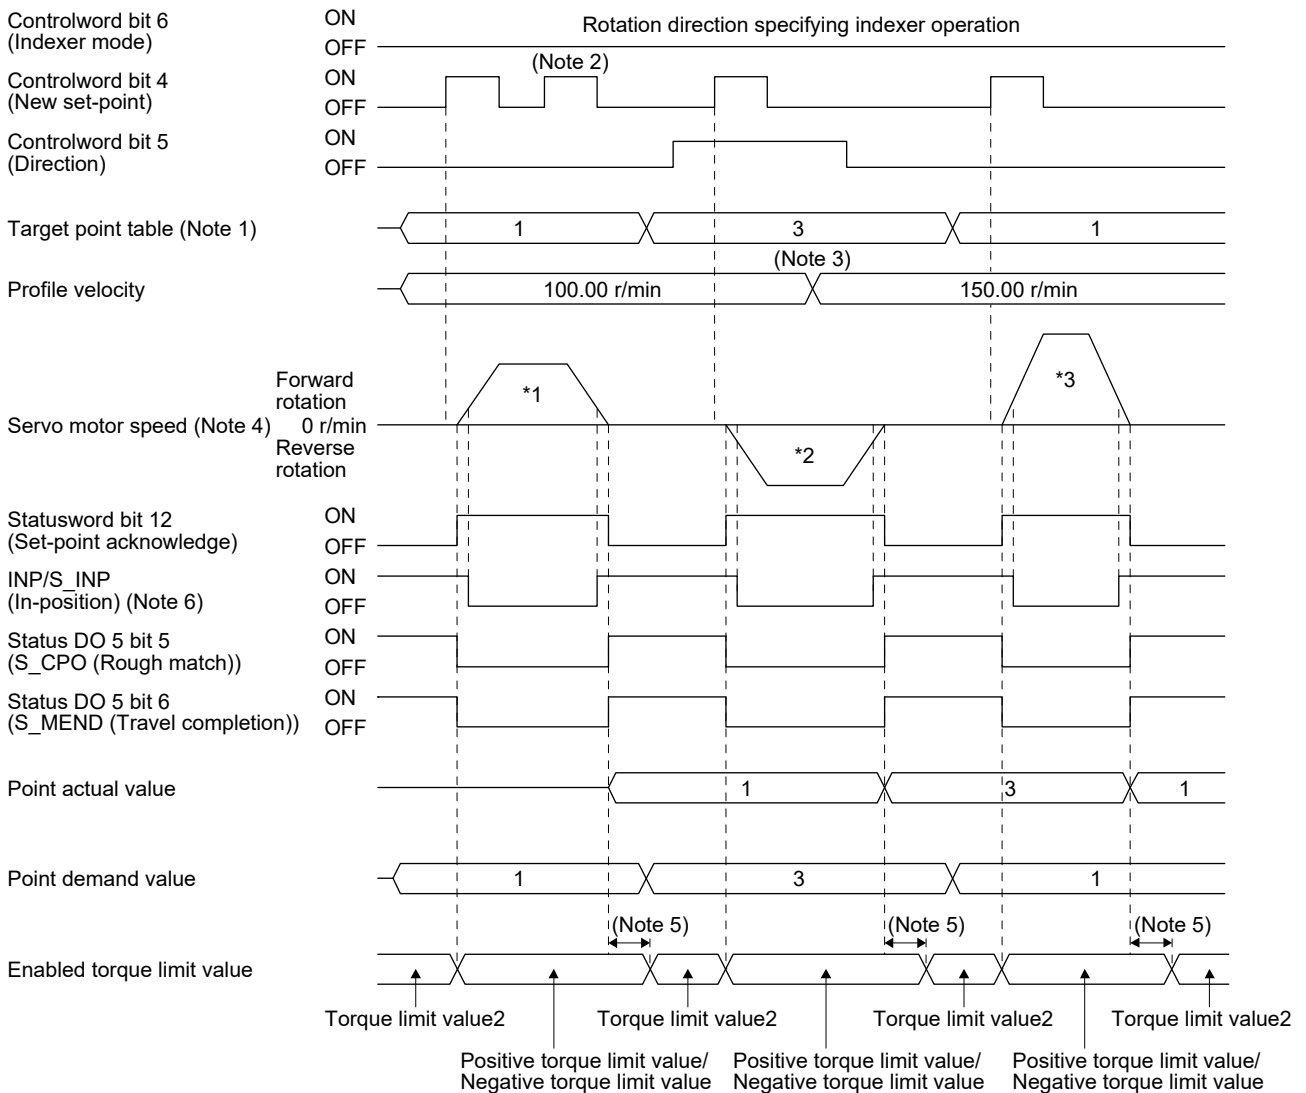 Controlword bit 6
(Indexer mode)
ON
OFF
Rotation direction specifying indexer operation
Controlword bit 4
(New set-point)
ON
OFF
(Note 2)
Controlword bit 5
(Direction)
ON
OFF
Target point table (Note 1)
1
3
1
(Note 3)
Profile velocity
100.00 r/min
150.00 r/min
Servo motor speed (Note 4)
Forward
rotation
0 r/min
Reverse
rotation
*1
*2
*3
Statusword bit 12
(Set-point acknowledge)
ON
OFF
INP/S_INP
(In-position) (Note 6)
ON
OFF
Status DO 5 bit 5
(S_CPO (Rough match))
ON
OFF
Status DO 5 bit 6
(S_MEND (Travel completion))
ON
OFF
Point actual value
1
3
1
Point demand value
1
3
1
(Note 5)
(Note 5)
(Note 5)
Enabled torque limit value
Torque limit value2
Torque limit value2
Torque limit value2
Torque limit value2
Positive torque limit value/
Negative torque limit value
Positive torque limit value/
Negative torque limit value
Positive torque limit value/
Negative torque limit value